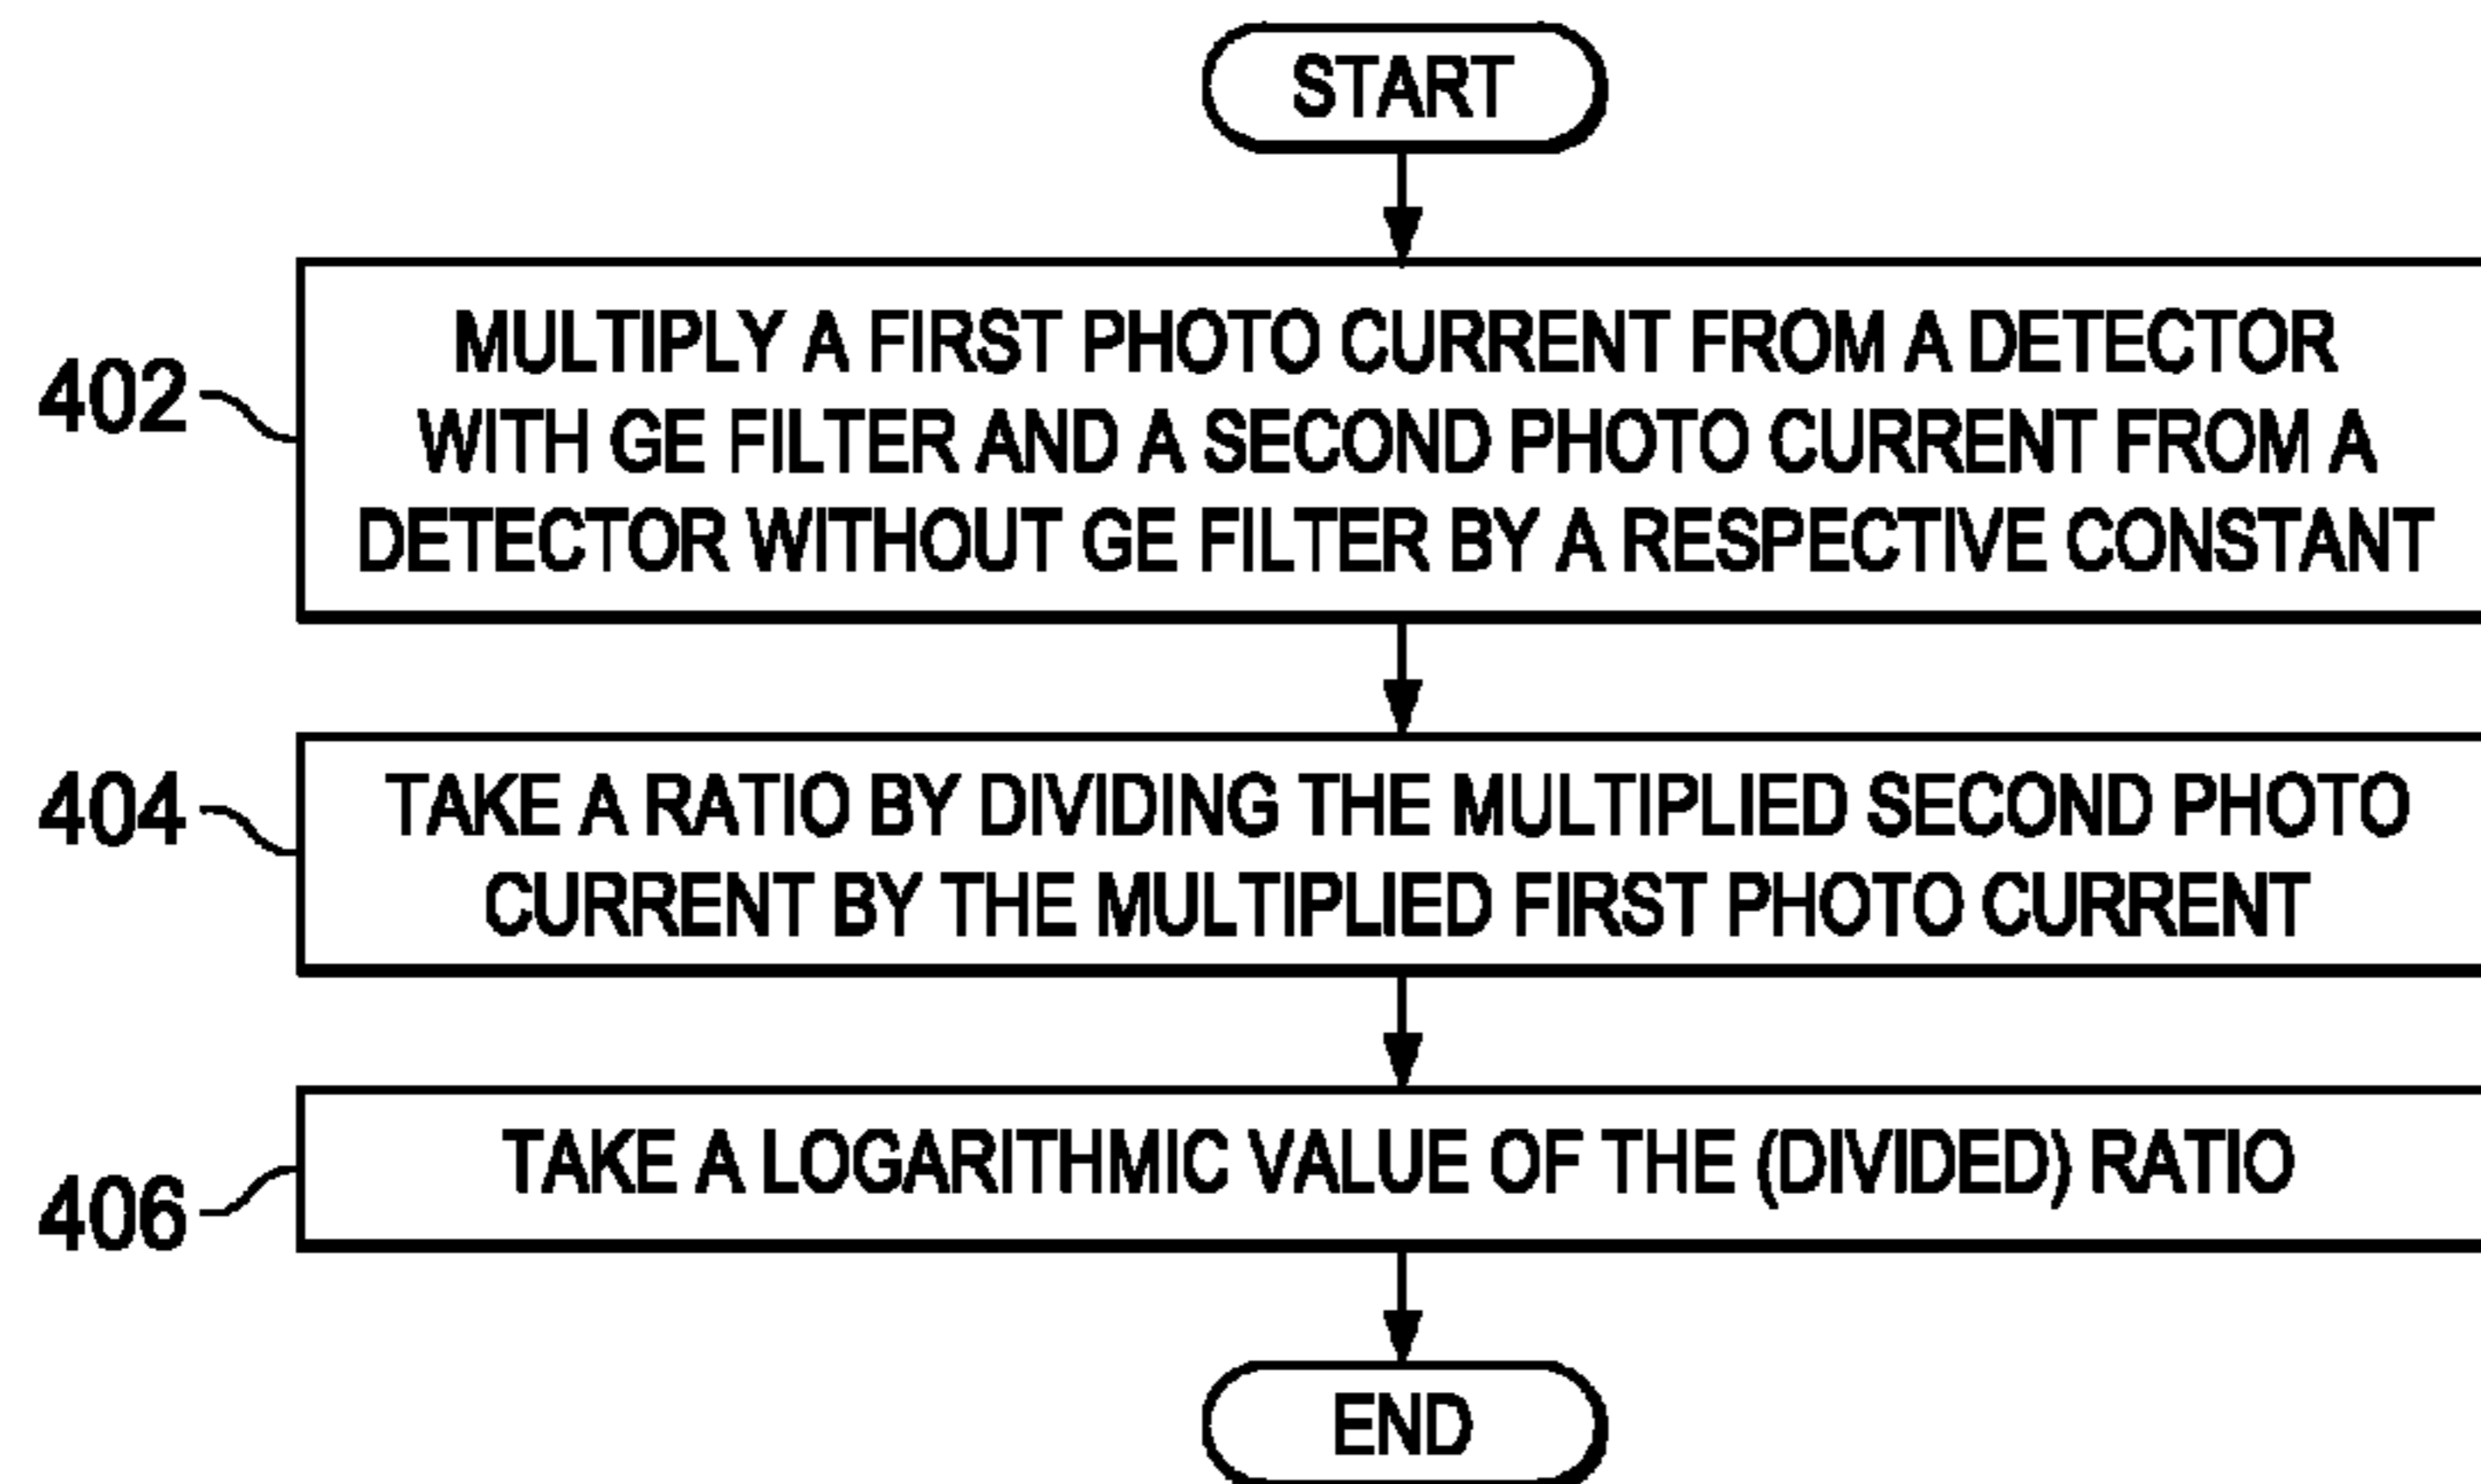 START
402
MULTIPLY A FIRST PHOTO CURRENT FROM A DETECTOR
WITH GE FILTER AND A SECOND PHOTO CURRENT FROM A
DETECTOR WITHOUT GE FILTER BY A RESPECTIVE CONSTANT
404
TAKE A RATIO BY DIVIDING THE MULTIPLIED SECOND PHOTO
CURRENT BY THE MULTIPLIED FIRST PHOTO CURRENT
406
TAKE A LOGARITHMIC VALUE OF THE (DIVIDED) RATIO
END